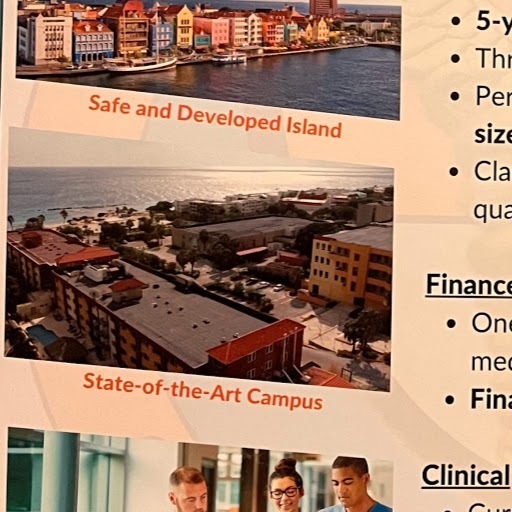 Safe and Developed Island
State-of-the-Art Campus
• 5-y
• Thr
• Per
size
• Cla
qua
Finance
• One
med
• Fina
Clinical